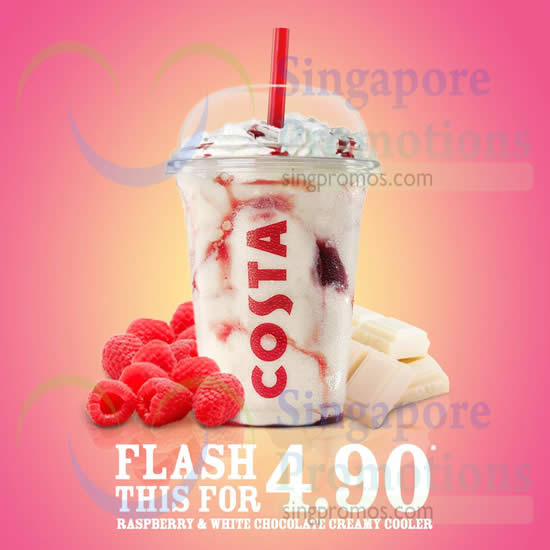 Singapore
Promotions
singpromos.com
COSTA
FLASH
THIS FOR
4.90*
RASPBERRY & WHITE CHOCOLATE CREAMY COOLER
Singapore
Promotions
singpromos.com